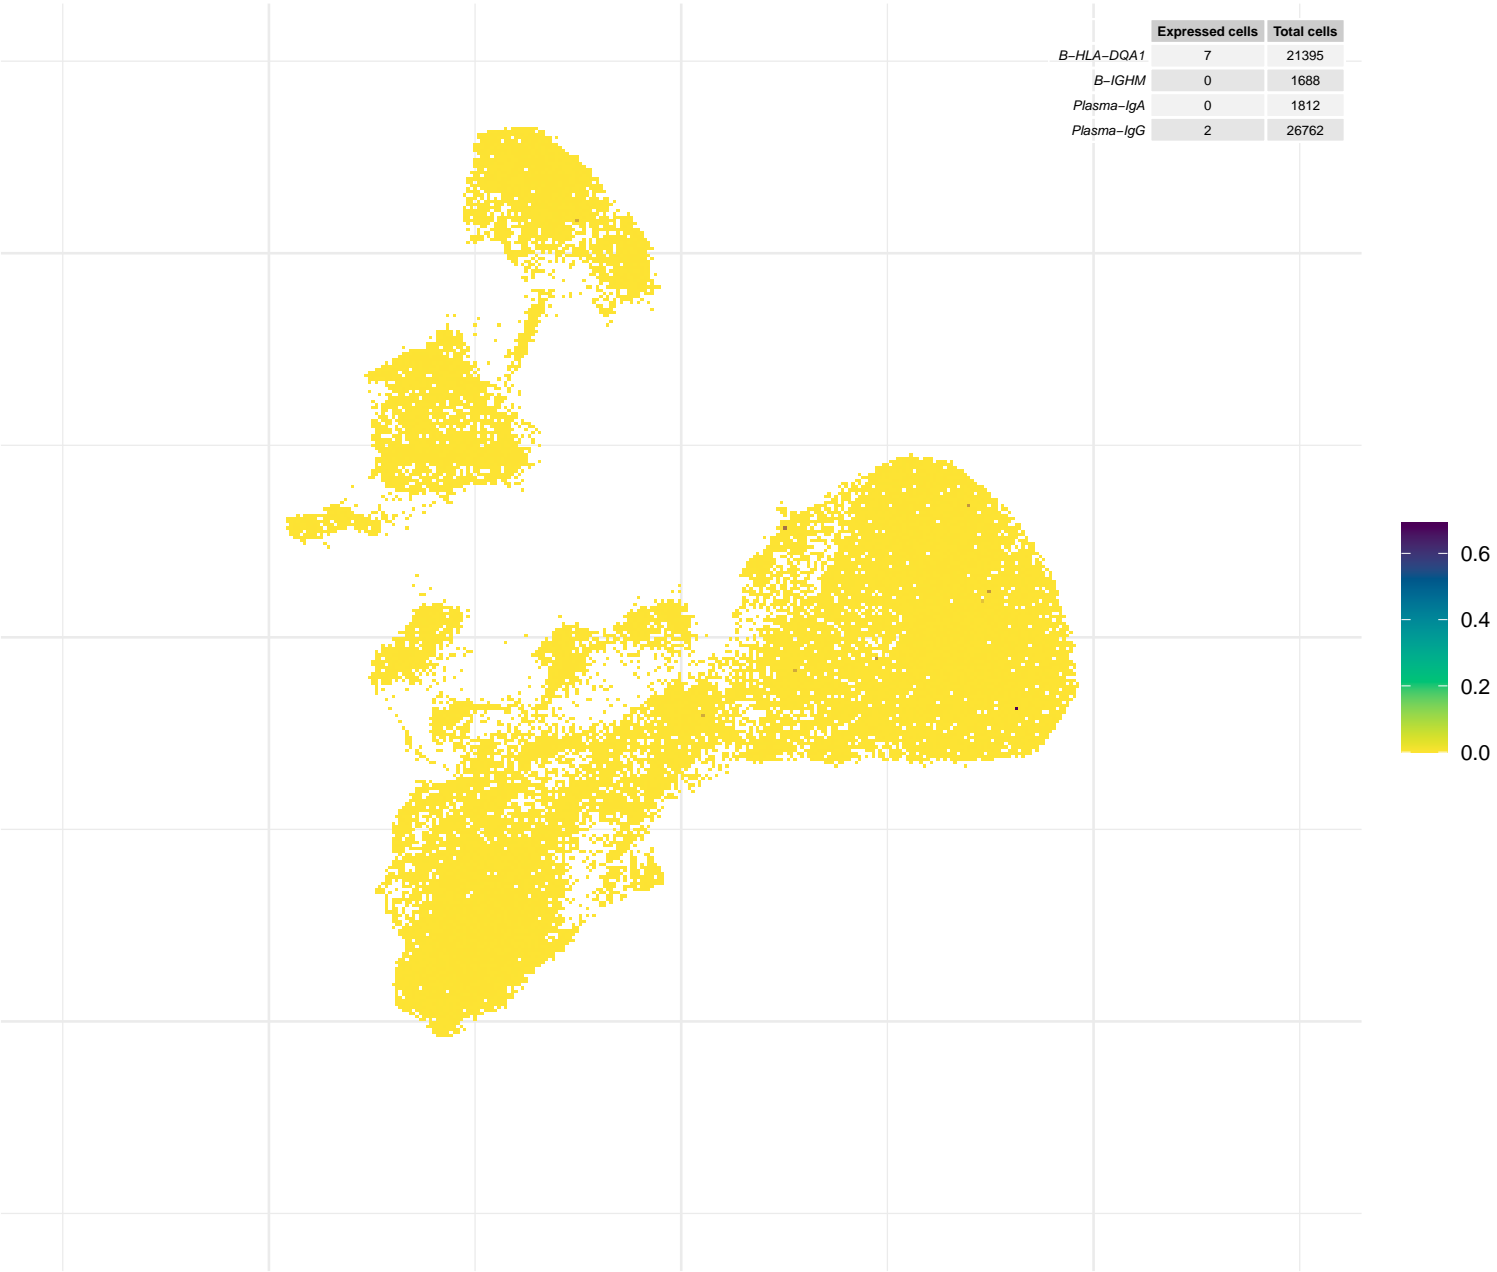 Expressed cells Total cells
B-HLA-DQA1 7 21395
B-IGHM 0 1688
Plasma-IgA 0 1812
Plasma-IgG 2 26762
0.6
0.4
0.2
0.0